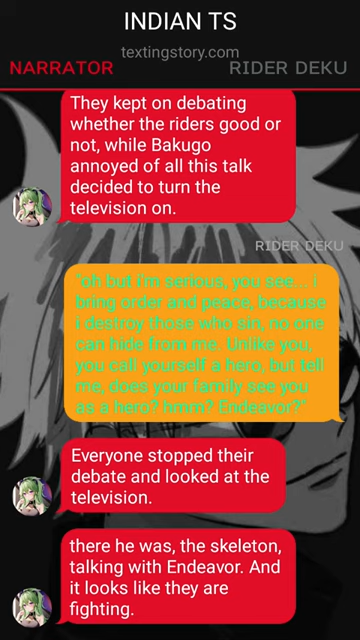 INDIAN TS
textingstory.com
NARRATOR
RIDER DEKU
They kept on debating
whether the riders good or
not, while Bakugo
annoyed of all this talk
decided to turn the
television on.
RIDER DEKU
"oh but i'm serious, you see... i
bring order and peace, because
i destroy those who sin, no one
can hide from me. Unlike you,
you call yourself a hero, but tell
me, does your family see you
as a hero? hmm? Endeavor?"
Everyone stopped their
debate and looked at the
television.
there he was, the skeleton,
talking with Endeavor. And
it looks like they are
fighting.